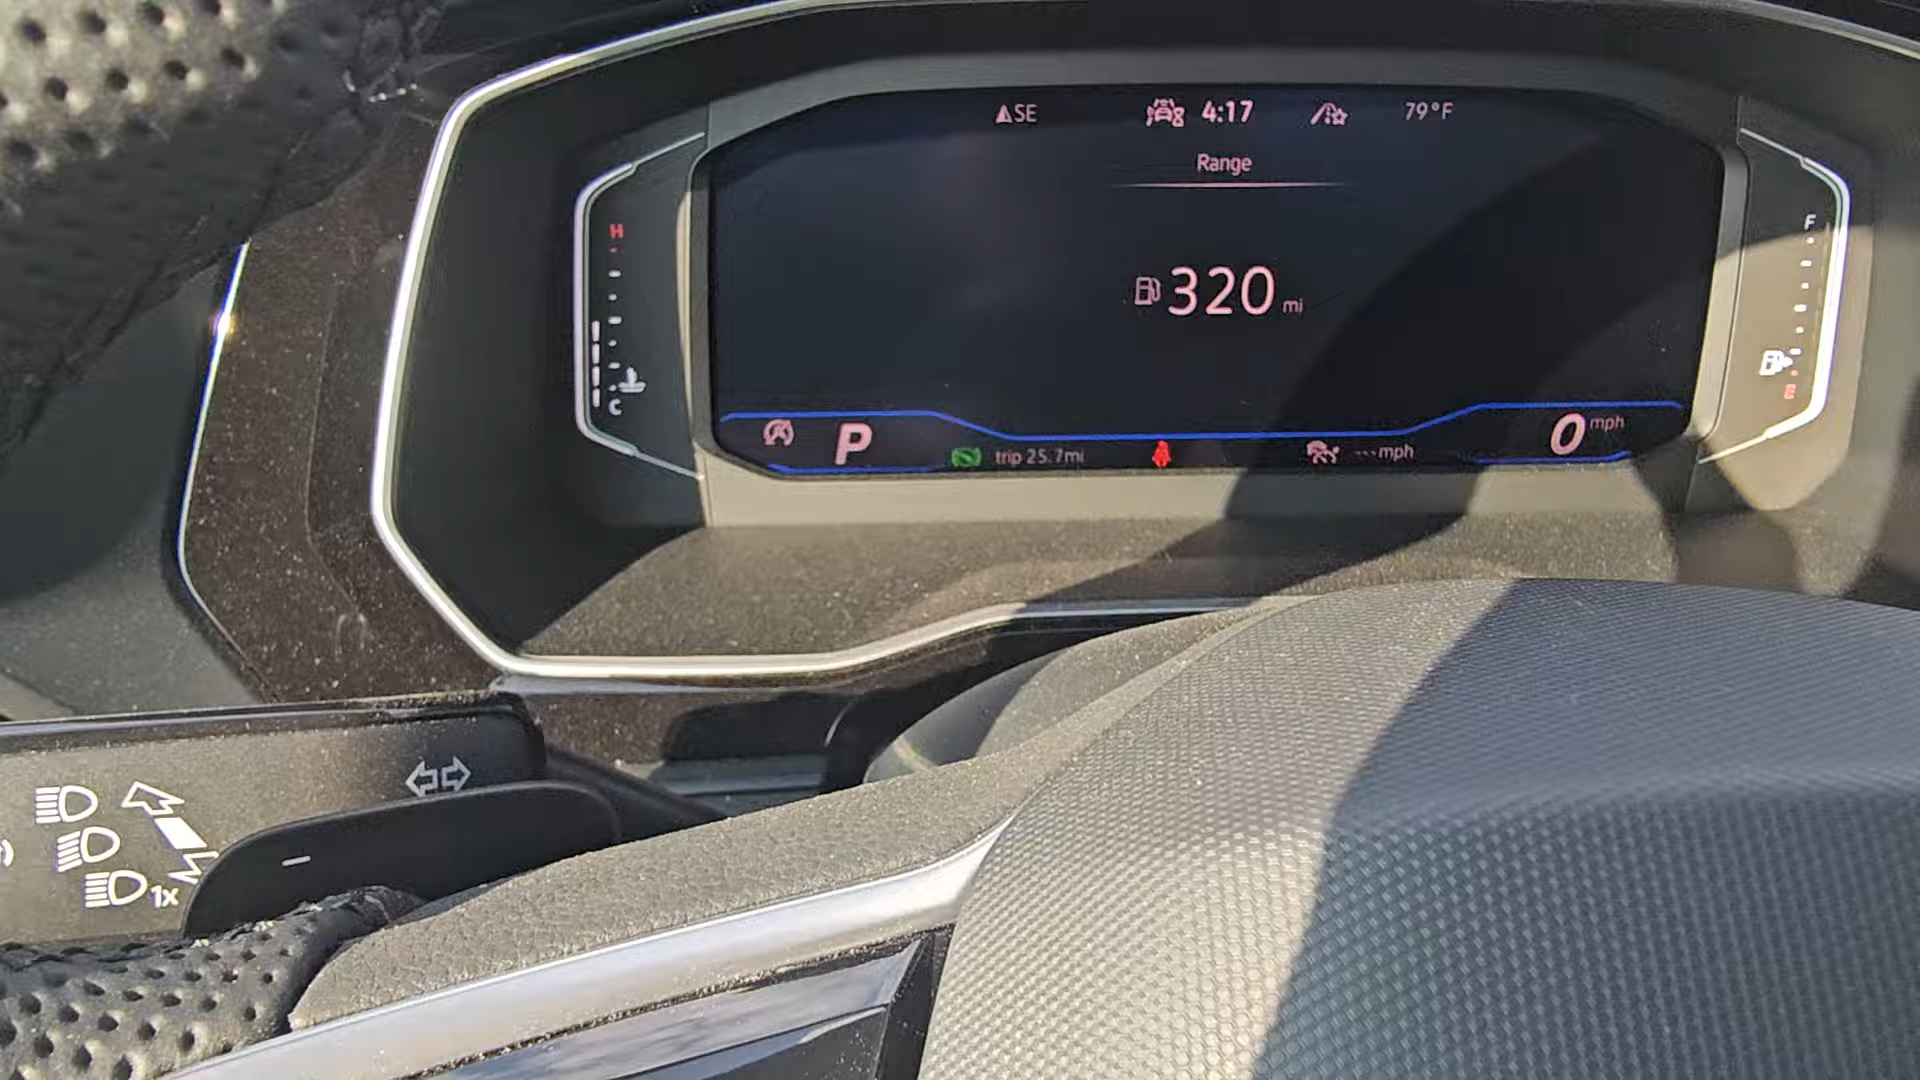 SE
4:17
79°F
Range
320 mi
H
C
F
E
P
trip 25.7mi
---mph
0 mph
1x